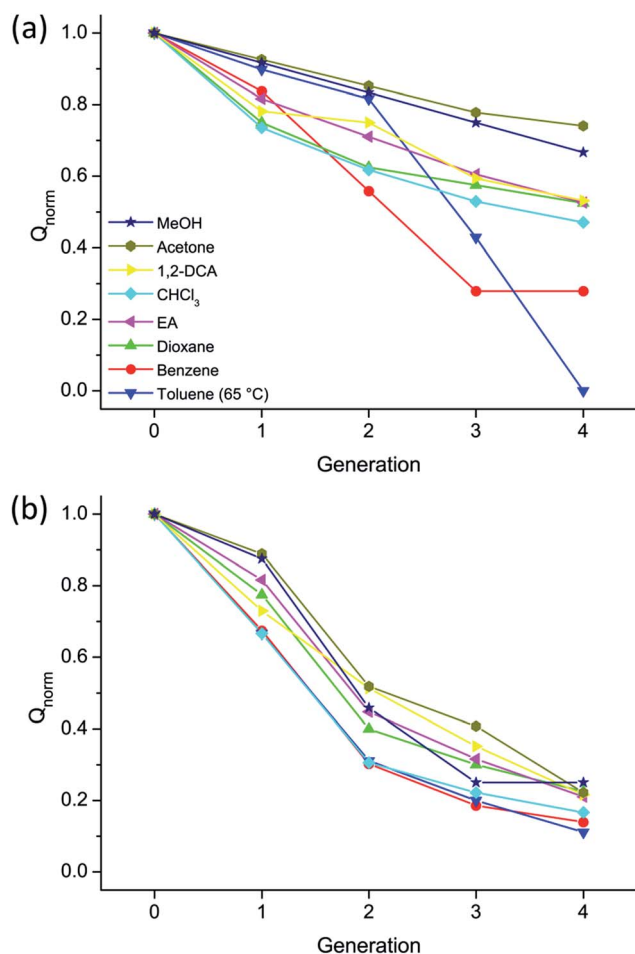 (a)
1.0
0.8
0.6
0.4
0.2
0.0
Qnorm
MeOH
Acetone
1,2-DCA
CHCl3
EA
Dioxane
Benzene
Toluene (65 °C)
0 1 2 3 4
Generation
(b)
1.0
0.8
0.6
0.4
0.2
0.0
Qnorm
0 1 2 3 4
Generation